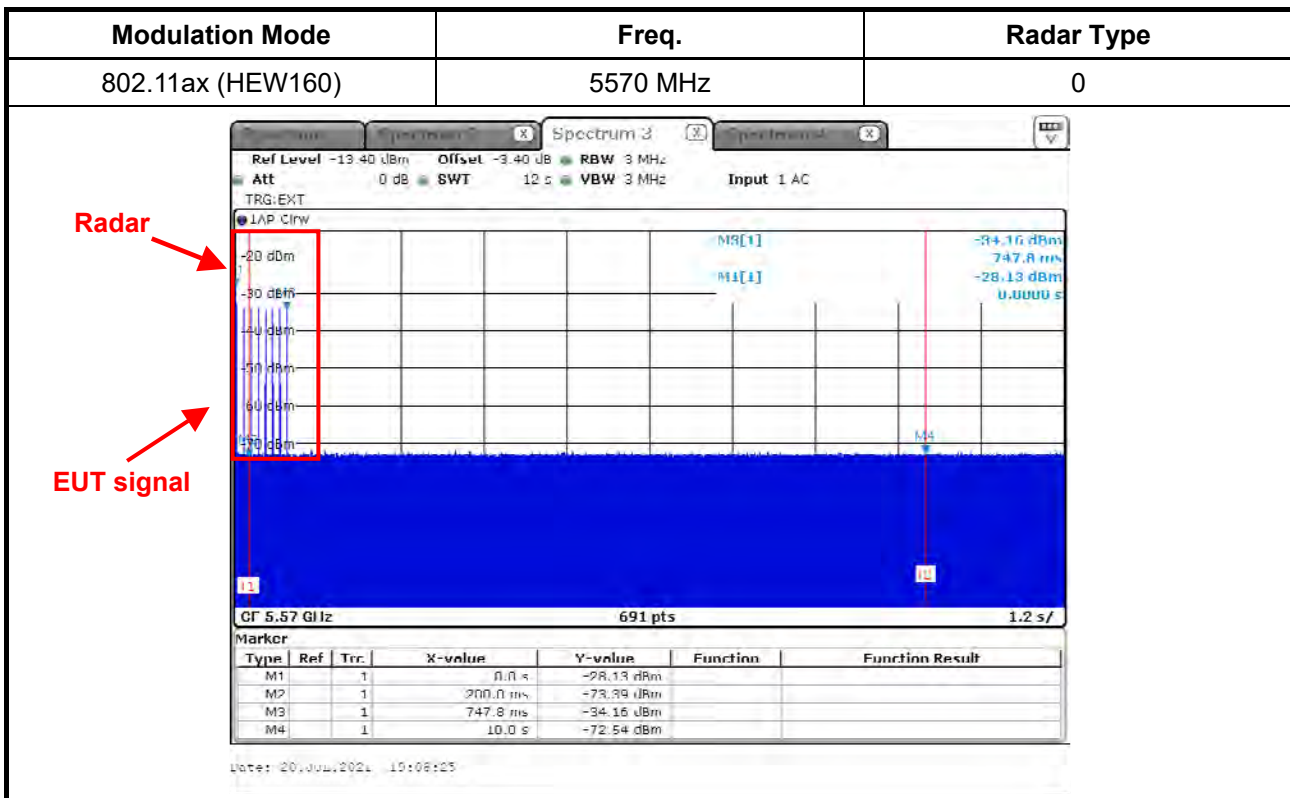 Modulation Mode Freq. Radar Type
802.11ax (HEW160) 5570 MHz 0
Spectrum 3
Ref Level -13.40 dBm Offset -3.40 dB RBW 3 MHz
Att 0 dB SWT 12 s VBW 3 MHz Input 1 AC
TRG:EXT
1AP Clrw
Radar
M3[1] -34.16 dBm
747.8 ms
M1[1] -28.13 dBm
0.0000 s
-20 dBm
-30 dBm
-40 dBm
-50 dBm
-60 dBm
-70 dBm
M4
EUT signal
CF 5.57 GHz 691 pts 1.2 s/
Marker
Type Ref Trc X-value Y-value Function Function Result
M1 1 0.0 s -28.13 dBm
M2 1 200.0 ms -73.39 dBm
M3 1 747.8 ms -34.16 dBm
M4 1 10.0 s -72.54 dBm
Date: 19:08:25